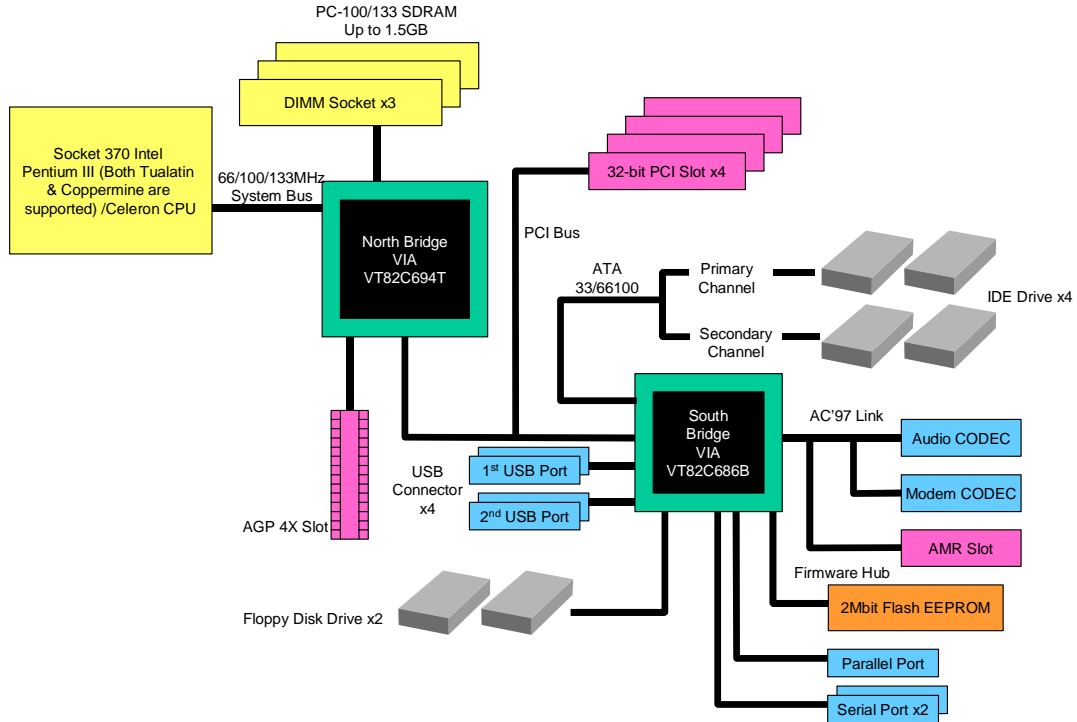 PC-100/133 SDRAM
Up to 1.5GB
DIMM Socket x3
Socket 370 Intel
Pentium III (Both Tualatin
& Coppermine are
supported) /Celeron CPU
66/100/133MHz
System Bus
32-bit PCI Slot x4
North Bridge
VIA
VT82C694T
PCI Bus
ATA
33/66100
Primary
Channel
IDE Drive x4
Secondary
Channel
South
Bridge
VIA
VT82C686B
AC'97 Link
Audio CODEC
Modem CODEC
AMR Slot
USB
Connector
x4
1st USB Port
2nd USB Port
AGP 4X Slot
Firmware Hub
2Mbit Flash EEPROM
Floppy Disk Drive x2
Parallel Port
Serial Port x2